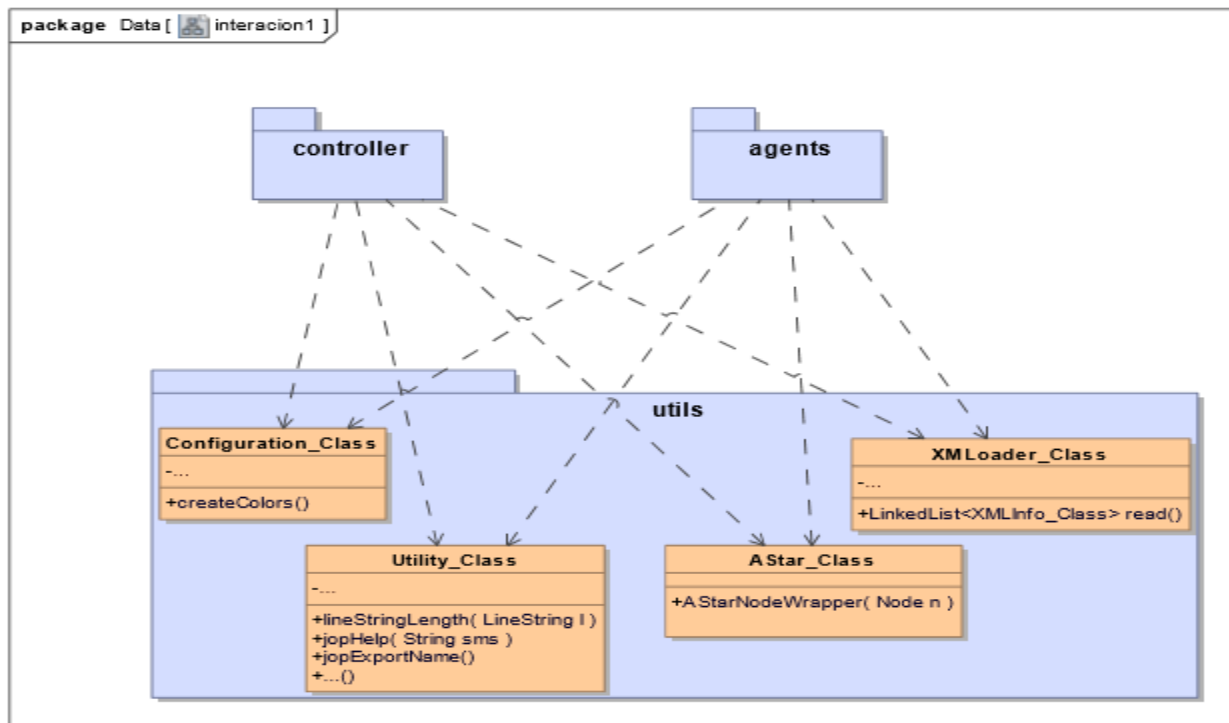 package Data [ interacion1 ]
controller
agents
utils
Configuration_Class
-...
+createColors()
XMLoader_Class
-...
+LinkedList<XMLInfo_Class> read()
Utility_Class
-...
+lineStringLength( LineString l )
+jopHelp( String sms )
+jopExportName()
+...()
AStar_Class
+AStarNodeWrapper( Node n )